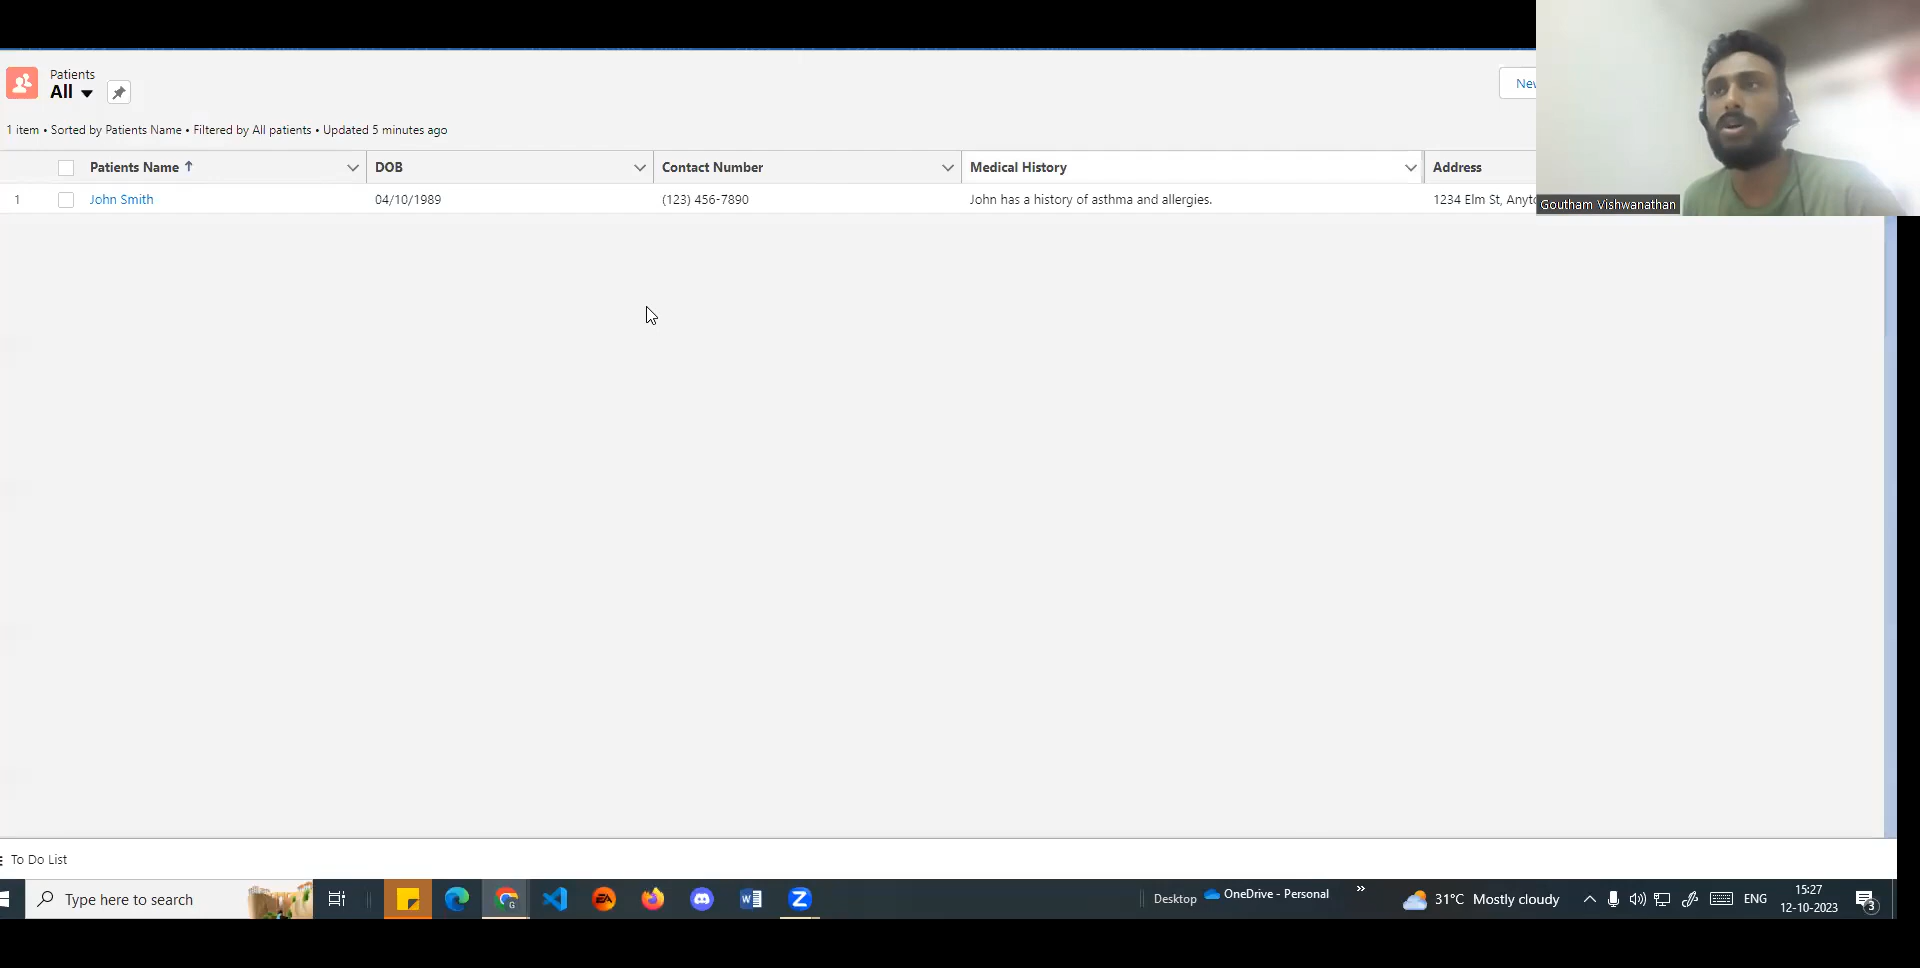 Patients
All
New
1 item • Sorted by Patients Name • Filtered by All patients • Updated 5 minutes ago
Patients Name ↑ DOB Contact Number Medical History Address
1 John Smith 04/10/1989 (123) 456-7890 John has a history of asthma and allergies. 1234 Elm St,
Goutham Vishwanathan
To Do List
Type here to search Desktop OneDrive - Personal 31°C Mostly cloudy ENG 15:27
12-10-2023 3